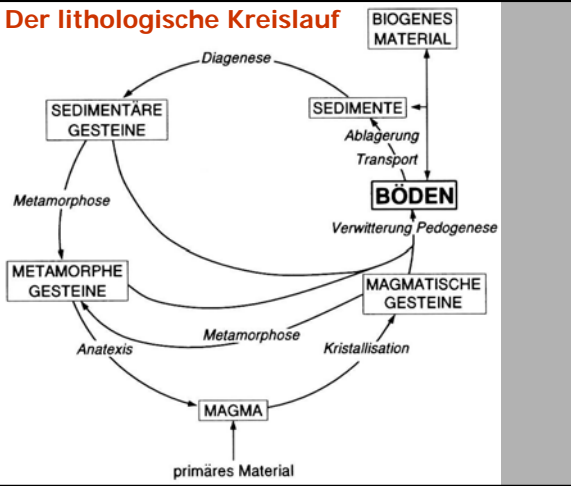 Der lithologische Kreislauf
BIOGENES
MATERIAL
Diagenese
SEDIMENTÄRE
GESTEINE
SEDIMENTE
Ablagerung
Transport
BÖDEN
Metamorphose
Verwitterung Pedogenese
METAMORPHE
GESTEINE
MAGMATISCHE
GESTEINE
Metamorphose
Anatexis
Kristallisation
MAGMA
primäres Material